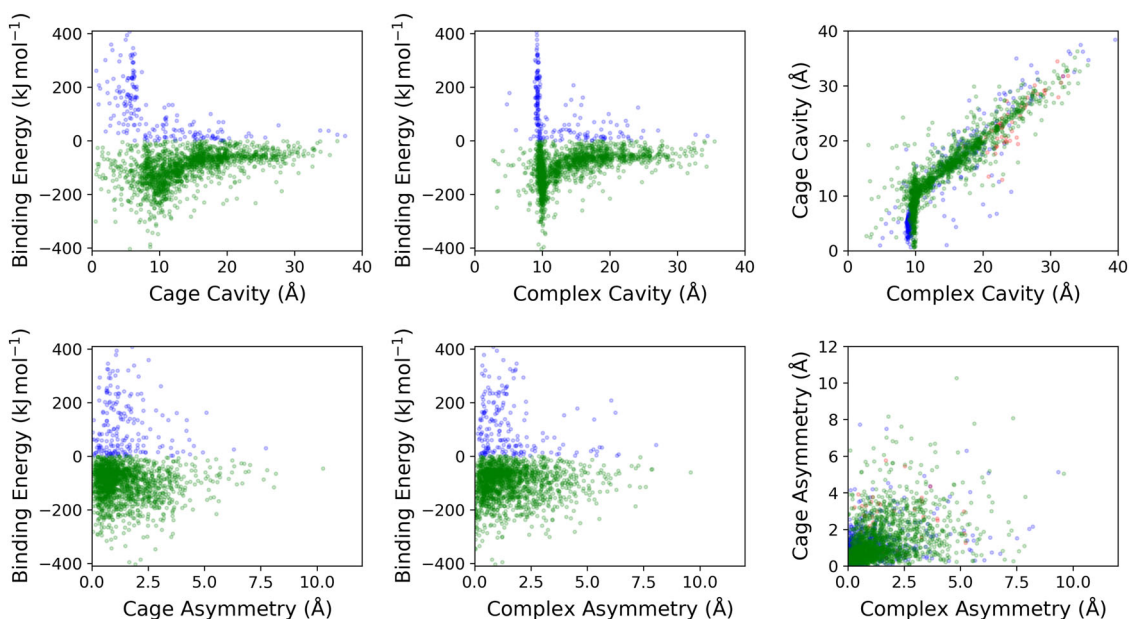 Binding Energy (kJ mol⁻¹)
400
200
0
−200
−400
0 10 20 30 40
Cage Cavity (Å)
Binding Energy (kJ mol⁻¹)
400
200
0
−200
−400
0 10 20 30 40
Complex Cavity (Å)
Cage Cavity (Å)
40
30
20
10
0
0 10 20 30 40
Complex Cavity (Å)
Binding Energy (kJ mol⁻¹)
400
200
0
−200
−400
0.0 2.5 5.0 7.5 10.0
Cage Asymmetry (Å)
Binding Energy (kJ mol⁻¹)
400
200
0
−200
−400
0.0 2.5 5.0 7.5 10.0
Complex Asymmetry (Å)
Cage Asymmetry (Å)
12
10
8
6
4
2
0
0.0 2.5 5.0 7.5 10.0
Complex Asymmetry (Å)